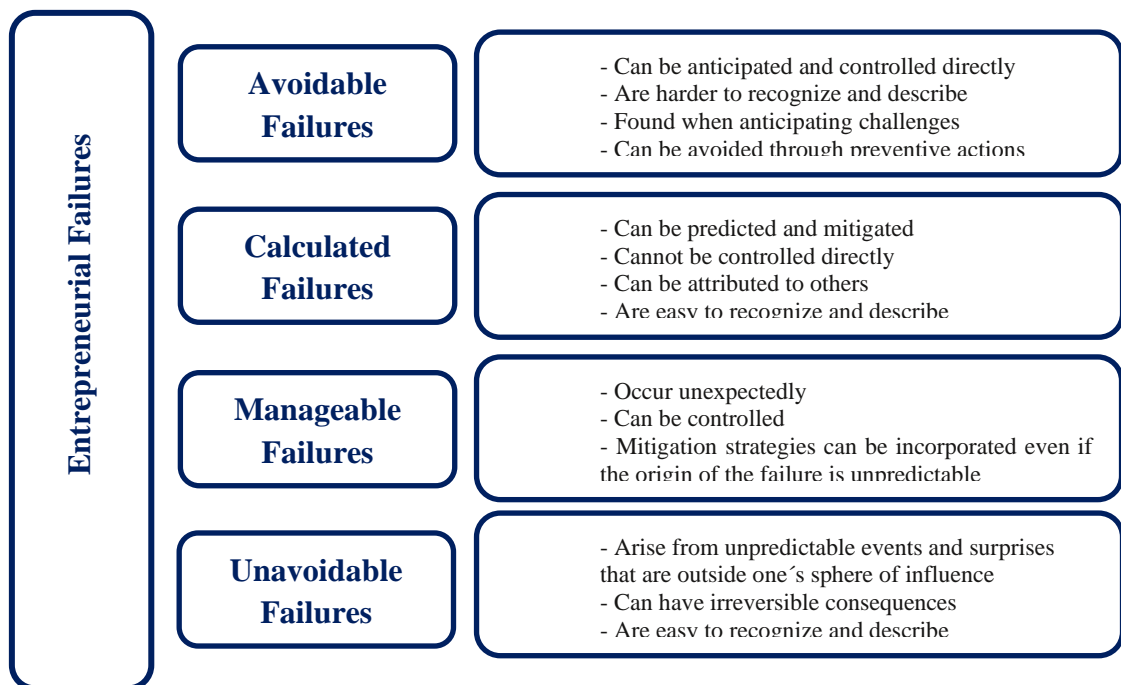 Entrepreneurial Failures
Avoidable
Failures
- Can be anticipated and controlled directly
- Are harder to recognize and describe
- Found when anticipating challenges
- Can be avoided through preventive actions
Calculated
Failures
- Can be predicted and mitigated
- Cannot be controlled directly
- Can be attributed to others
- Are easy to recognize and describe
Manageable
Failures
- Occur unexpectedly
- Can be controlled
- Mitigation strategies can be incorporated even if
the origin of the failure is unpredictable
Unavoidable
Failures
- Arise from unpredictable events and surprises
that are outside one´s sphere of influence
- Can have irreversible consequences
- Are easy to recognize and describe